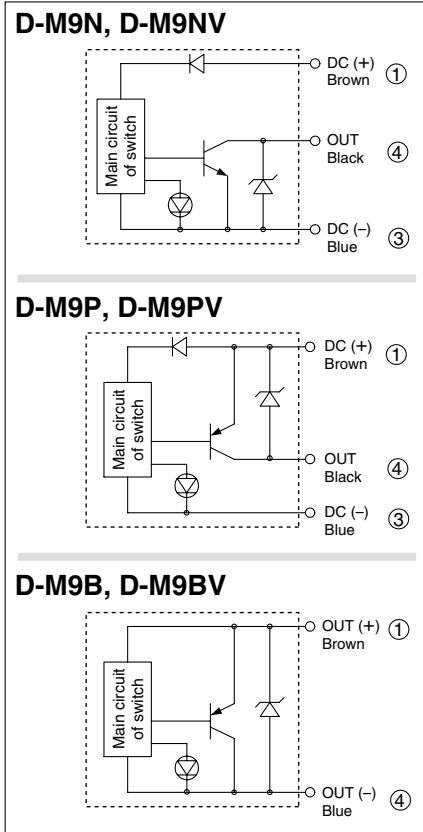 D-M9N, D-M9NV
DC (+)
Brown ①
Main circuit
of switch
OUT
Black ④
DC (–)
Blue ③
D-M9P, D-M9PV
DC (+)
Brown ①
Main circuit
of switch
OUT
Black ④
DC (–)
Blue ③
D-M9B, D-M9BV
OUT (+) ①
Brown
Main circuit
of switch
OUT (–) ④
Blue